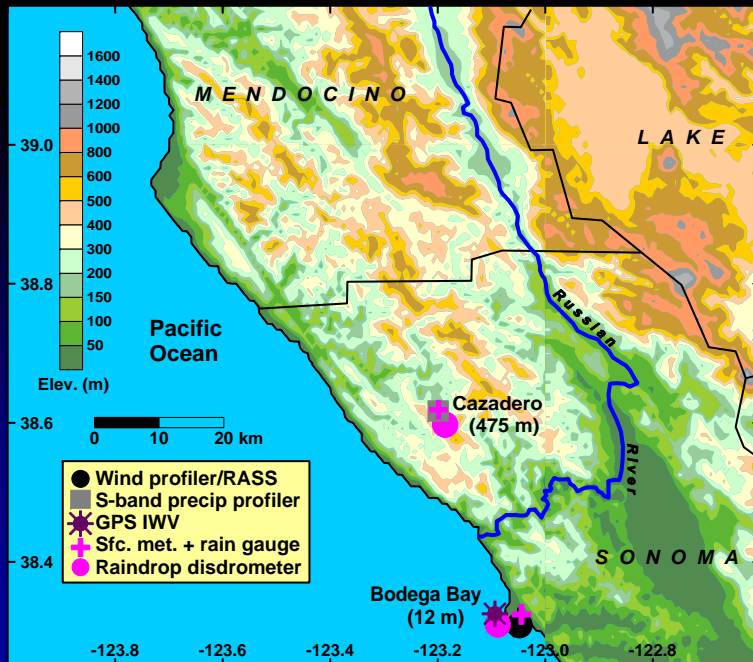 1600
1400
1200
1000
800
600
500
400
300
200
150
100
50
Elev. (m)
39.0
38.8
38.6
38.4
MENDOCINO
LAKE
Pacific
Ocean
Russian
River
0 10 20 km
Cazadero
(475 m)
Wind profiler/RASS
S-band precip profiler
GPS IWV
Sfc. met. + rain gauge
Raindrop disdrometer
SONOMA
Bodega Bay
(12 m)
-123.8 -123.6 -123.4 -123.2 -123.0 -122.8